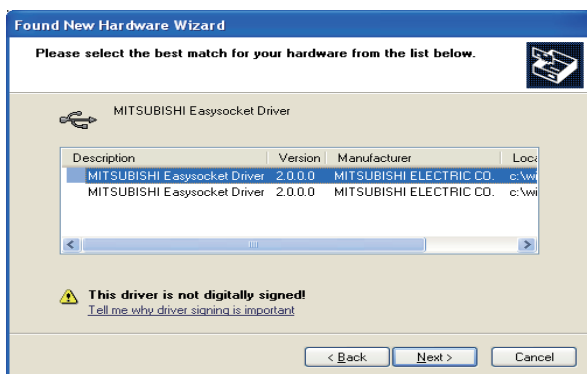 Found New Hardware Wizard
Please select the best match for your hardware from the list below.
MITSUBISHI Easysocket Driver
Description Version Manufacturer Loca
MITSUBISHI Easysocket Driver 2.0.0.0 MITSUBISHI ELECTRIC CO. c:\wi
MITSUBISHI Easysocket Driver 2.0.0.0 MITSUBISHI ELECTRIC CO. c:\wi
This driver is not digitally signed!
Tell me why driver signing is important
< Back Next > Cancel